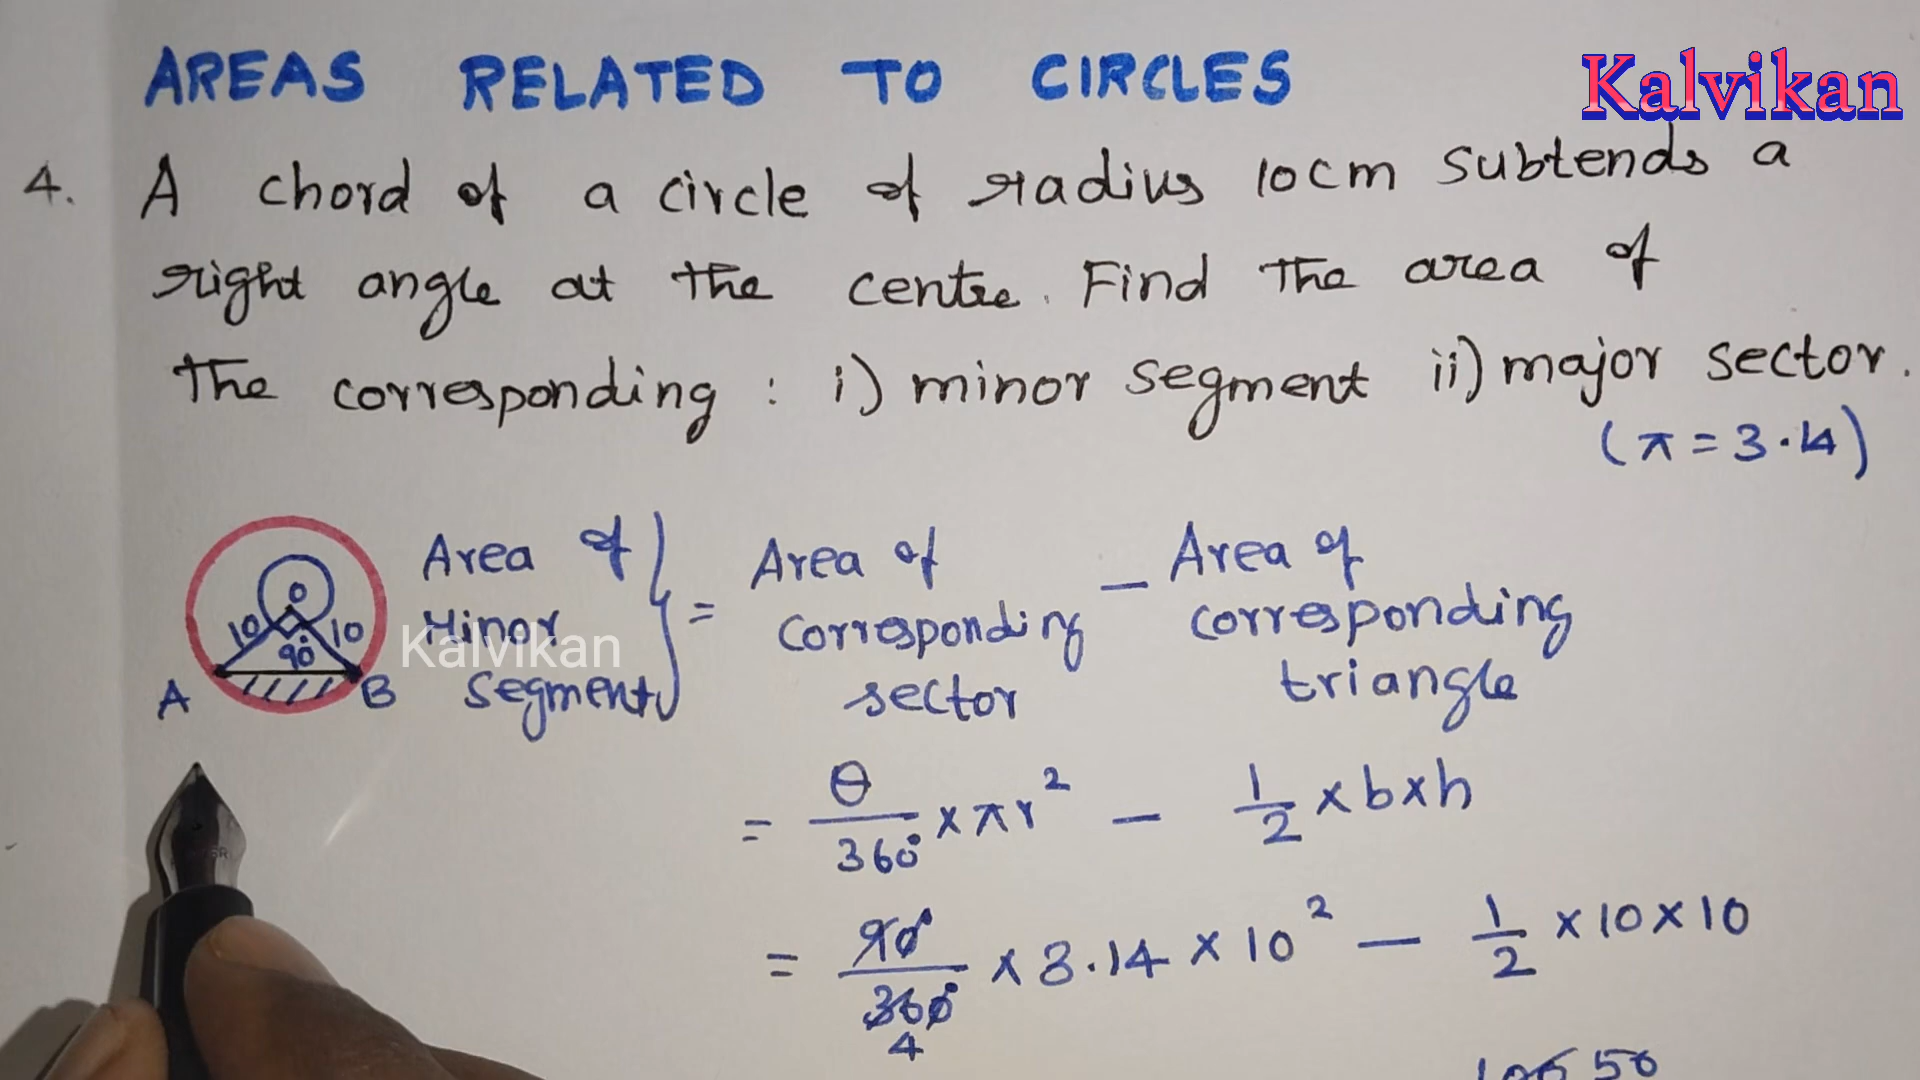 AREAS RELATED TO CIRCLES
Kalvikan
4. A chord of a circle of radius 10cm subtends a
right angle at the centre. Find the area of
the corresponding : i) minor segment ii) major sector.
(π = 3.14)
O
10 10
90°
A B
Area of Minor segment } = Area of corresponding sector – Area of corresponding triangle
Kalvikan
= θ/360° × πr² – 1/2 × b × h
= 90°/360° × 3.14 × 10² – 1/2 × 10 × 10
4
50